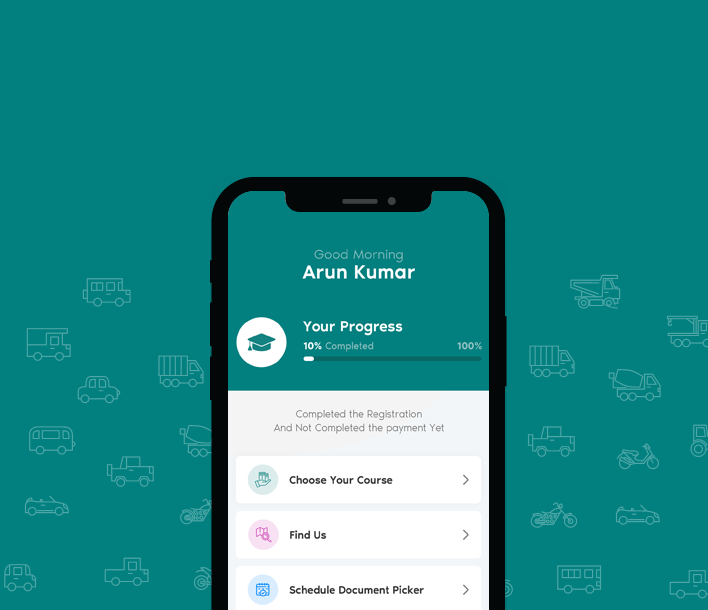 Good Morning
Arun Kumar
Your Progress
10% Completed 100%
Completed the Registration
And Not Completed the payment Yet
Choose Your Course
Find Us
Schedule Document Picker